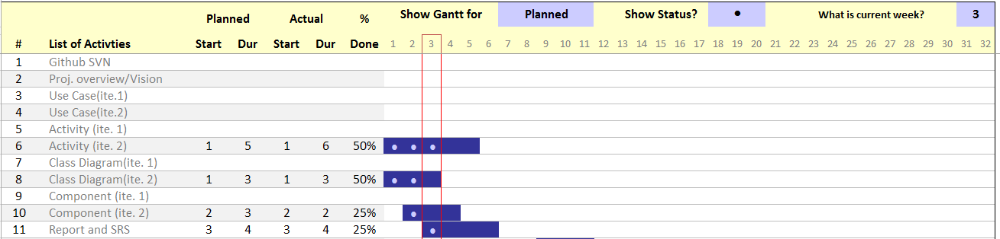 Planned Actual % Show Gantt for Planned Show Status? ● What is current week? 3
# List of Activties Start Dur Start Dur Done 1 2 3 4 5 6 7 8 9 10 11 12 13 14 15 16 17 18 19 20 21 22 23 24 25 26 27 28 29 30 31 32
1 Github SVN
2 Proj. overview/Vision
3 Use Case(ite.1)
4 Use Case(ite.2)
5 Activity (ite. 1)
6 Activity (ite. 2) 1 5 1 6 50%
7 Class Diagram(ite. 1)
8 Class Diagram(ite. 2) 1 3 1 3 50%
9 Component (ite. 1)
10 Component (ite. 2) 2 3 2 2 25%
11 Report and SRS 3 4 3 4 25%